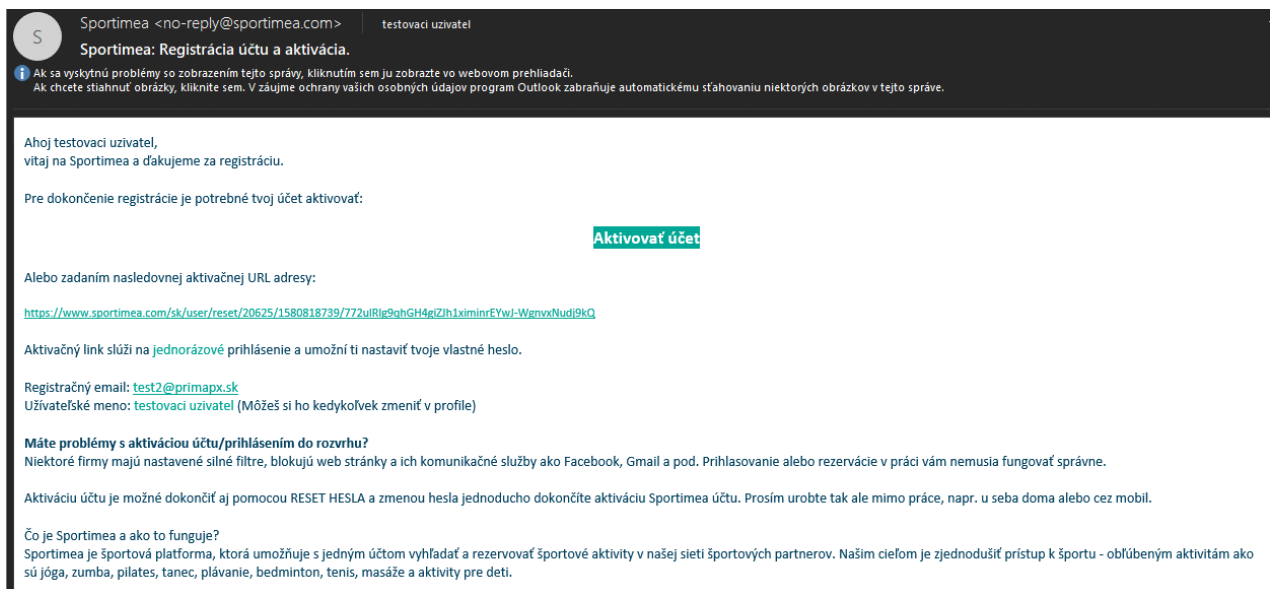 S
Sportimea <no-reply@sportimea.com> testovaci uzivatel
Sportimea: Registrácia účtu a aktivácia.
Ak sa vyskytnú problémy so zobrazením tejto správy, kliknutím sem ju zobrazte vo webovom prehliadači.
Ak chcete stiahnuť obrázky, kliknite sem. V záujme ochrany vašich osobných údajov program Outlook zabraňuje automatickému sťahovaniu niektorých obrázkov v tejto správe.
Ahoj testovaci uzivatel,
vitaj na Sportimea a ďakujeme za registráciu.
Pre dokončenie registrácie je potrebné tvoj účet aktivovať:
Aktivovať účet
Alebo zadaním nasledovnej aktivačnej URL adresy:
https://www.sportimea.com/sk/user/reset/20625/1580818739/772ulRlg9qhGH4giZJh1ximinrEYwJ-WgnvxNudj9kQ
Aktivačný link slúži na jednorázové prihlásenie a umožní ti nastaviť tvoje vlastné heslo.
Registračný email: test2@primapx.sk
Užívateľské meno: testovaci uzivatel (Môžeš si ho kedykoľvek zmeniť v profile)
Máte problémy s aktiváciou účtu/prihlásením do rozvrhu?
Niektoré firmy majú nastavené silné filtre, blokujú web stránky a ich komunikačné služby ako Facebook, Gmail a pod. Prihlasovanie alebo rezervácie v práci vám nemusia fungovať správne.
Aktiváciu účtu je možné dokončiť aj pomocou RESET HESLA a zmenou hesla jednoducho dokončíte aktiváciu Sportimea účtu. Prosím urobte tak ale mimo práce, napr. u seba doma alebo cez mobil.
Čo je Sportimea a ako to funguje?
Sportimea je športová platforma, ktorá umožňuje s jedným účtom vyhľadať a rezervovať športové aktivity v našej sieti športových partnerov. Našim cieľom je zjednodušiť prístup k športu - obľúbeným aktivitám ako
sú jóga, zumba, pilates, tanec, plávanie, bedminton, tenis, masáže a aktivity pre deti.